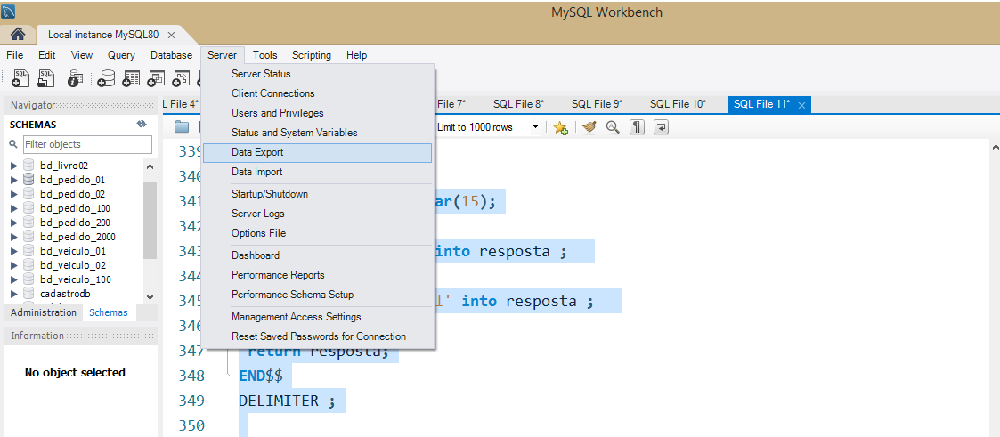 MySQL Workbench
Local instance MySQL80
File Edit View Query Database Server Tools Scripting Help
Navigator
SCHEMAS
Filter objects
bd_livro02
bd_pedido_01
bd_pedido_02
bd_pedido_100
bd_pedido_200
bd_pedido_2000
bd_veiculo_01
bd_veiculo_02
bd_veiculo_100
cadastrodb
Administration Schemas
Information
No object selected
Server Status
Client Connections
Users and Privileges
Status and System Variables
Data Export
Data Import
Startup/Shutdown
Server Logs
Options File
Dashboard
Performance Reports
Performance Schema Setup
Management Access Settings...
Reset Saved Passwords for Connection
L File 4* File 7* SQL File 8* SQL File 9* SQL File 10* SQL File 11*
Limit to 1000 rows
339
340
341 ar(15);
342
343 into resposta ;
344
345 l' into resposta ;
346
347 return resposta;
348 END$$
349 DELIMITER ;
350